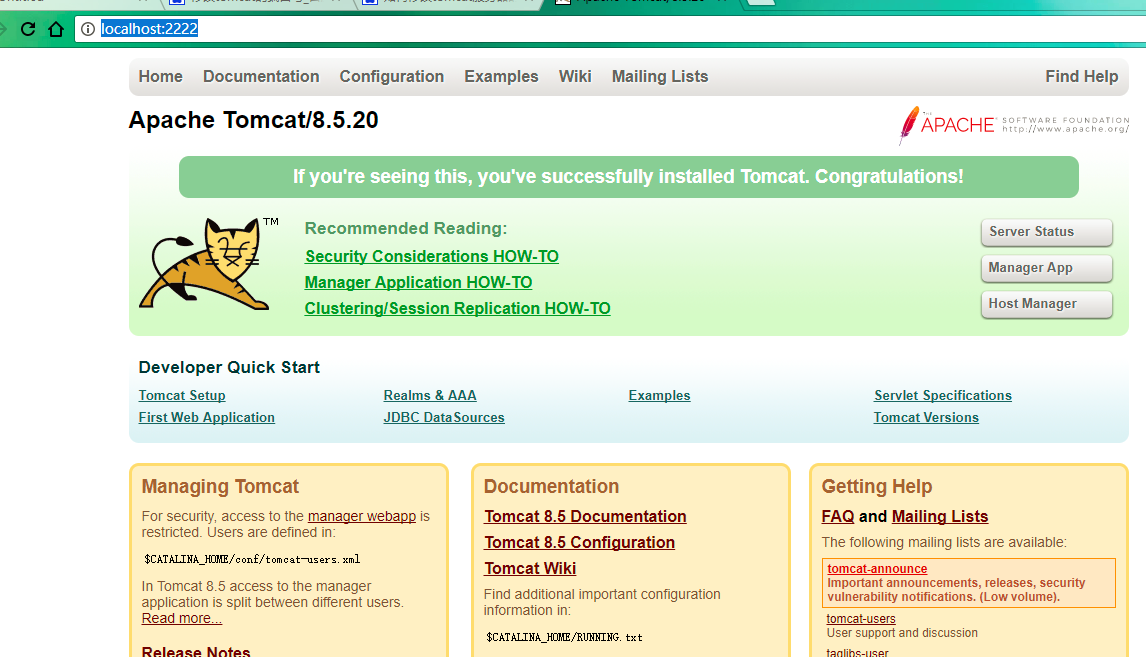 localhost:2222
Home Documentation Configuration Examples Wiki Mailing Lists Find Help
Apache Tomcat/8.5.20
THE APACHE SOFTWARE FOUNDATION
http://www.apache.org/
If you're seeing this, you've successfully installed Tomcat. Congratulations!
TM
Recommended Reading:
Security Considerations HOW-TO
Manager Application HOW-TO
Clustering/Session Replication HOW-TO
Server Status
Manager App
Host Manager
Developer Quick Start
Tomcat Setup
First Web Application
Realms & AAA
JDBC DataSources
Examples
Servlet Specifications
Tomcat Versions
Managing Tomcat
For security, access to the manager webapp is
restricted. Users are defined in:
$CATALINA_HOME/conf/tomcat-users.xml
In Tomcat 8.5 access to the manager
application is split between different users.
Read more...
Release Notes
Documentation
Tomcat 8.5 Documentation
Tomcat 8.5 Configuration
Tomcat Wiki
Find additional important configuration
information in:
$CATALINA_HOME/RUNNING.txt
Getting Help
FAQ and Mailing Lists
The following mailing lists are available:
tomcat-announce
Important announcements, releases, security
vulnerability notifications. (Low volume).
tomcat-users
User support and discussion
taglibs-user